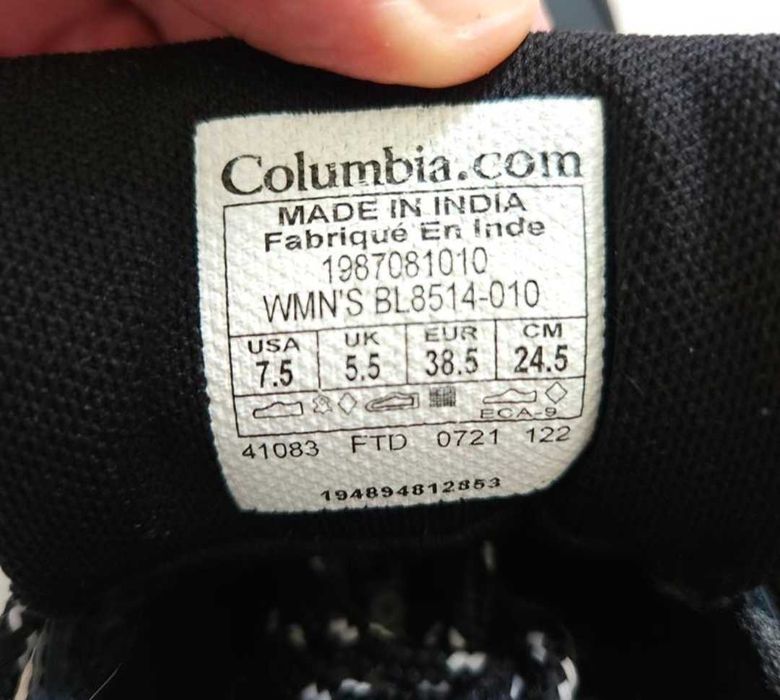 Columbia.com
MADE IN INDIA
Fabriqué En Inde
1987081010
WMN'S BL8514-010
USA UK EUR CM
7.5 5.5 38.5 24.5
ECA-9
41083 FTD 0721 122
194894812853